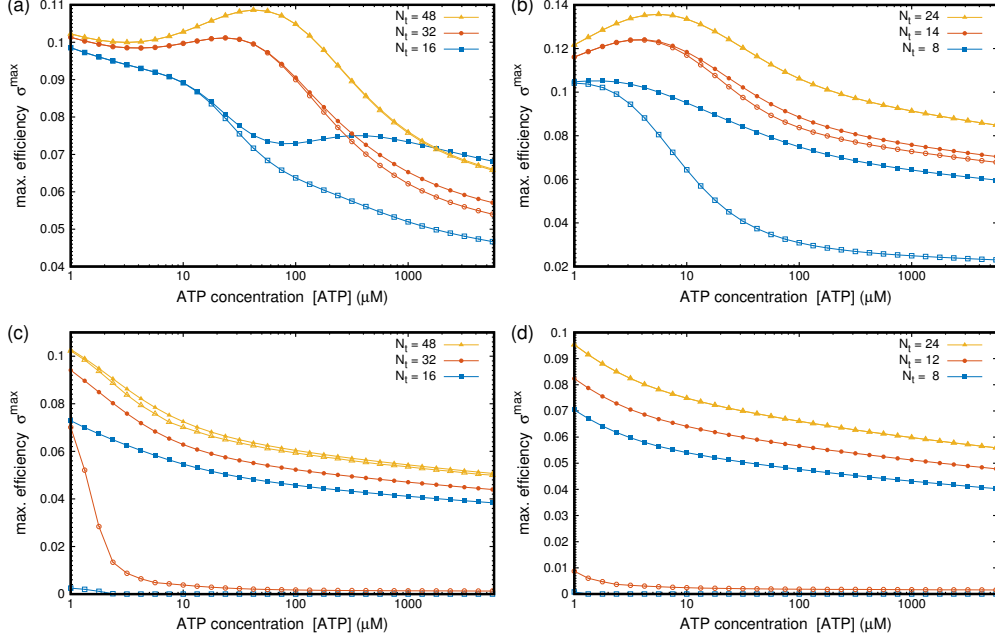 (a)
max. efficiency σmax
0.11
0.1
0.09
0.08
0.07
0.06
0.05
0.04
1
10
100
1000
ATP concentration [ATP] (μM)
Nt = 48
Nt = 32
Nt = 16
(b)
max. efficiency σmax
0.14
0.12
0.1
0.08
0.06
0.04
0.02
1
10
100
1000
ATP concentration [ATP] (μM)
Nt = 24
Nt = 14
Nt = 8
(c)
max. efficiency σmax
0.1
0.08
0.06
0.04
0.02
0
1
10
100
1000
ATP concentration [ATP] (μM)
Nt = 48
Nt = 32
Nt = 16
(d)
max. efficiency σmax
0.1
0.09
0.08
0.07
0.06
0.05
0.04
0.03
0.02
0.01
0
1
10
100
1000
ATP concentration [ATP] (μM)
Nt = 24
Nt = 12
Nt = 8